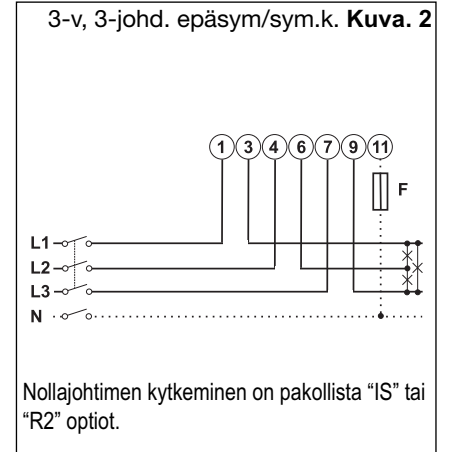 3-v, 3-johd. epäsym/sym.k. Kuva. 2
1 3 4 6 7 9 11
F
L1
L2
L3
N
Nollajohtimen kytkeminen on pakollista “IS” tai
“R2” optiot.